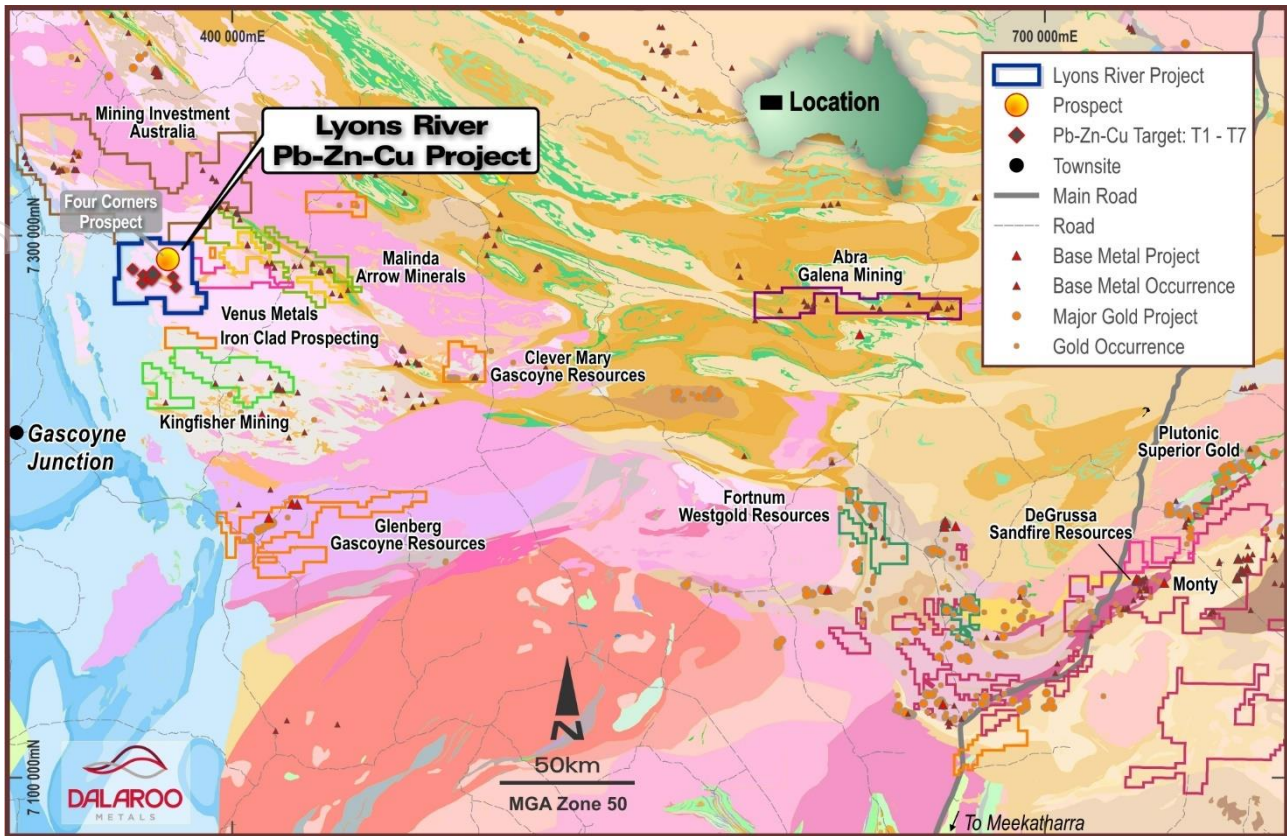 400 000mE
700 000mE
7 300 000mN
7 100 000mN
Mining Investment
Australia
Lyons River
Pb-Zn-Cu Project
Four Corners
Prospect
Location
Lyons River Project
Prospect
Pb-Zn-Cu Target: T1 - T7
Townsite
Main Road
Road
Base Metal Project
Base Metal Occurrence
Major Gold Project
Gold Occurrence
Malinda
Arrow Minerals
Abra
Galena Mining
Venus Metals
Iron Clad Prospecting
Clever Mary
Gascoyne Resources
Kingfisher Mining
Gascoyne
Junction
Plutonic
Superior Gold
Glenberg
Gascoyne Resources
Fortnum
Westgold Resources
DeGrussa
Sandfire Resources
Monty
N
50km
MGA Zone 50
DALAROO
METALS
To Meekatharra